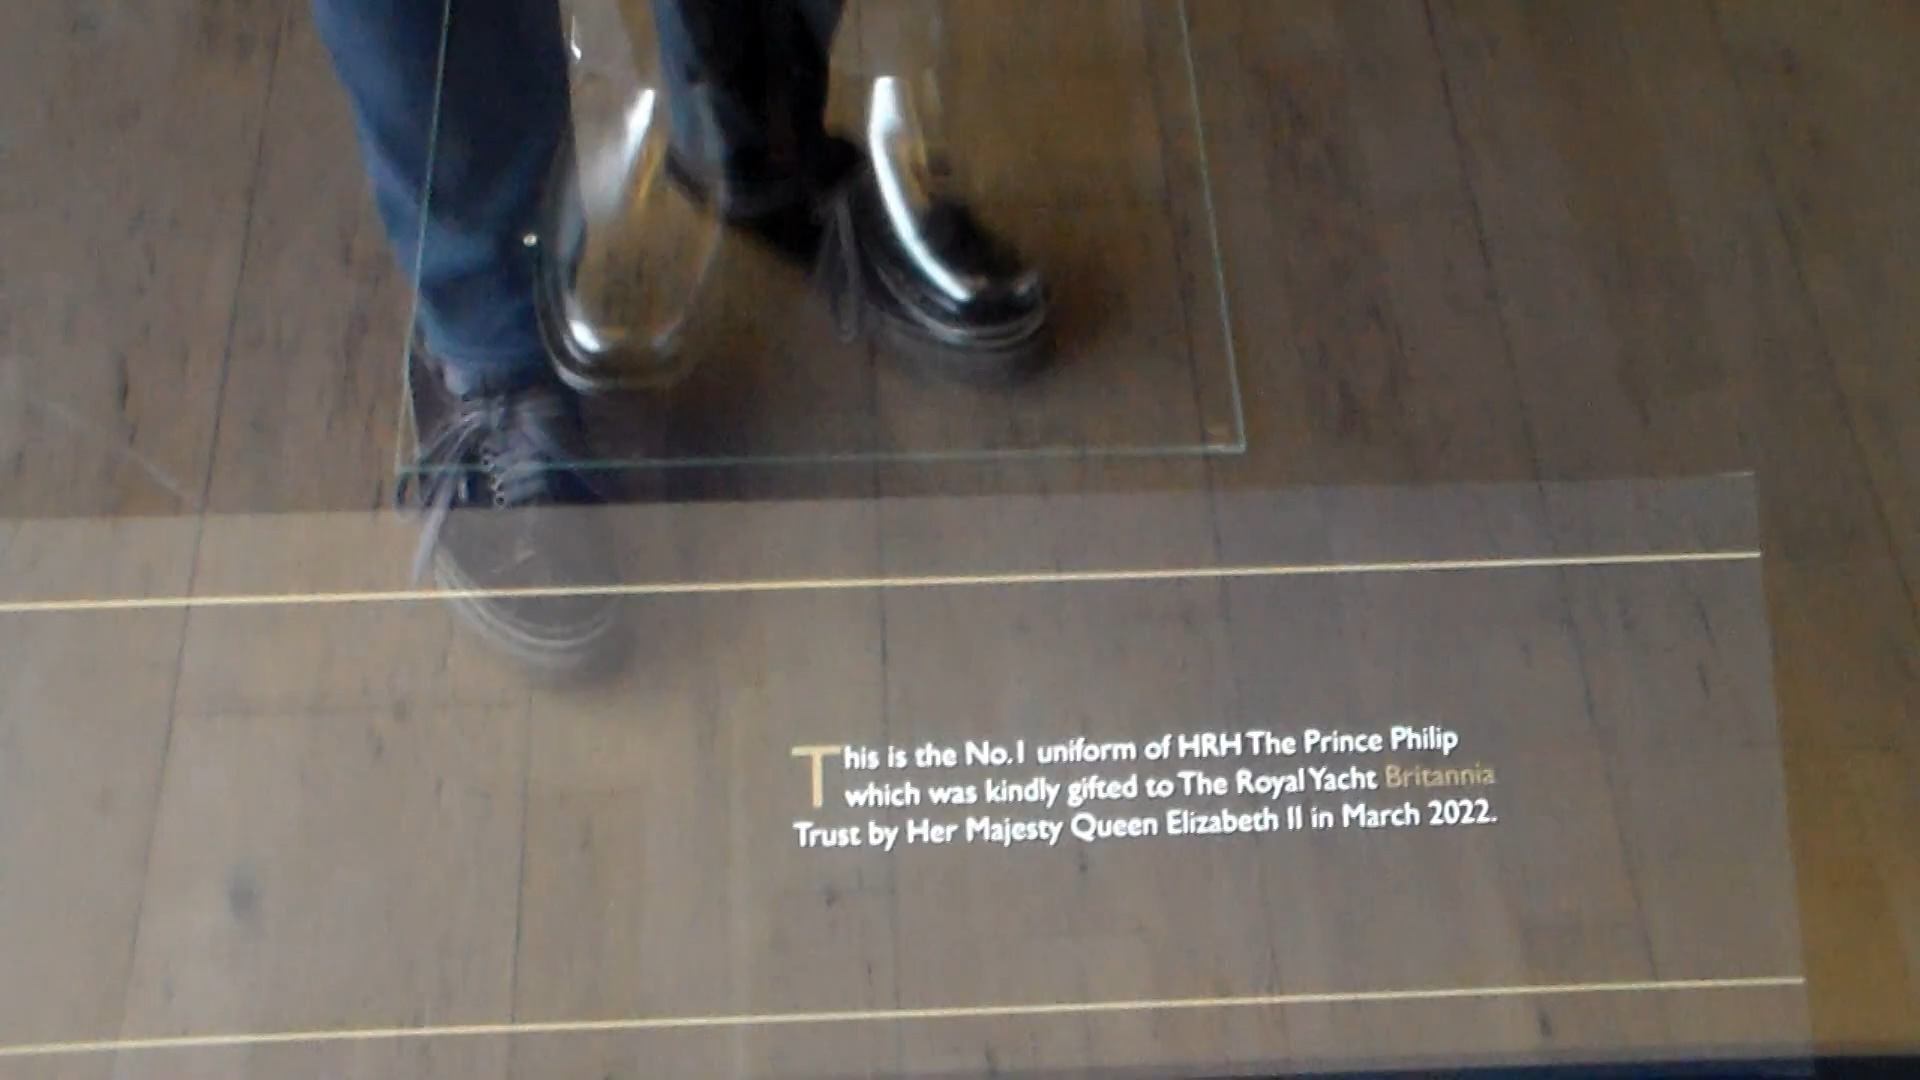 This is the No.1 uniform of HRH The Prince Philip
which was kindly gifted to The Royal Yacht Britannia
Trust by Her Majesty Queen Elizabeth II in March 2022.